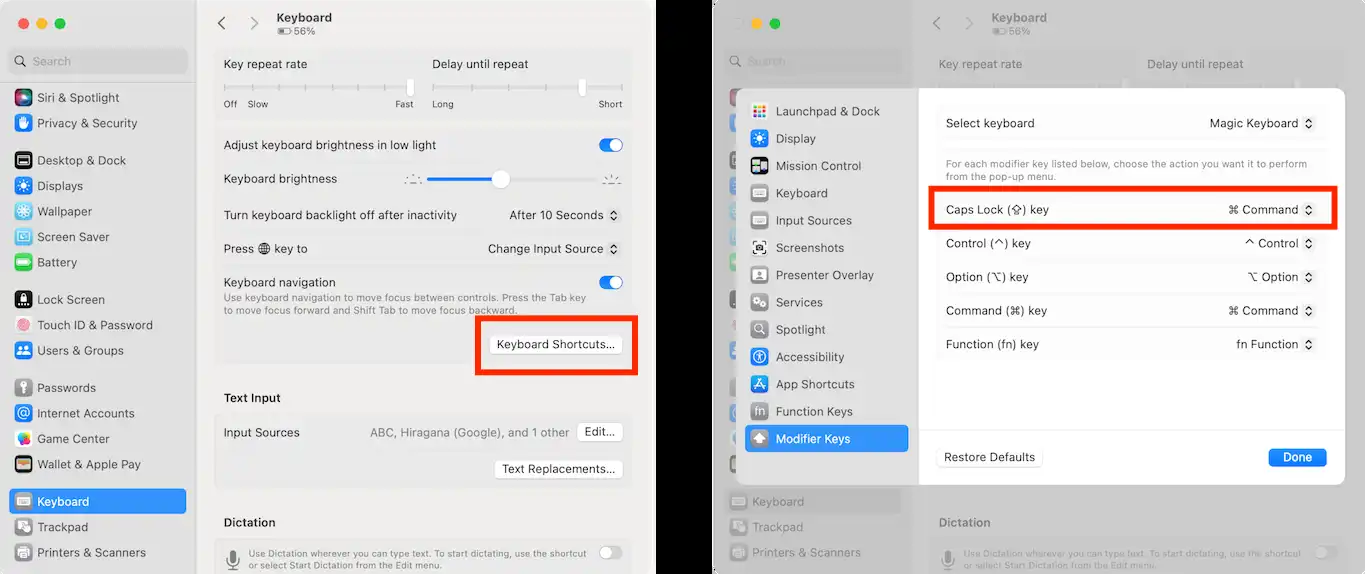 Keyboard
56%
Search
Siri & Spotlight
Privacy & Security
Desktop & Dock
Displays
Wallpaper
Screen Saver
Battery
Lock Screen
Touch ID & Password
Users & Groups
Passwords
Internet Accounts
Game Center
Wallet & Apple Pay
Keyboard
Trackpad
Printers & Scanners
Key repeat rate
Delay until repeat
Off Slow Fast
Long Short
Adjust keyboard brightness in low light
Keyboard brightness
Turn keyboard backlight off after inactivity After 10 Seconds
Press key to Change Input Source
Keyboard navigation
Use keyboard navigation to move focus between controls. Press the Tab key
to move focus forward and Shift Tab to move focus backward.
Keyboard Shortcuts...
Text Input
Input Sources ABC, Hiragana (Google), and 1 other Edit...
Text Replacements...
Dictation
Use Dictation wherever you can type text. To start dictating, use the shortcut
or select Start Dictation from the Edit menu.
Keyboard
56%
Search
Key repeat rate
Delay until repeat
Launchpad & Dock
Display
Mission Control
Keyboard
Input Sources
Screenshots
Presenter Overlay
Services
Spotlight
Accessibility
App Shortcuts
fn Function Keys
Modifier Keys
Select keyboard Magic Keyboard
For each modifier key listed below, choose the action you want it to perform
from the pop-up menu.
Caps Lock (⇪) key ⌘ Command
Control (^) key ^ Control
Option (⌥) key ⌥ Option
Command (⌘) key ⌘ Command
Function (fn) key fn Function
Restore Defaults Done
Keyboard
Trackpad
Printers & Scanners
Dictation
Use Dictation wherever you can type text. To start dictating, use the shortcut
or select Start Dictation from the Edit menu.